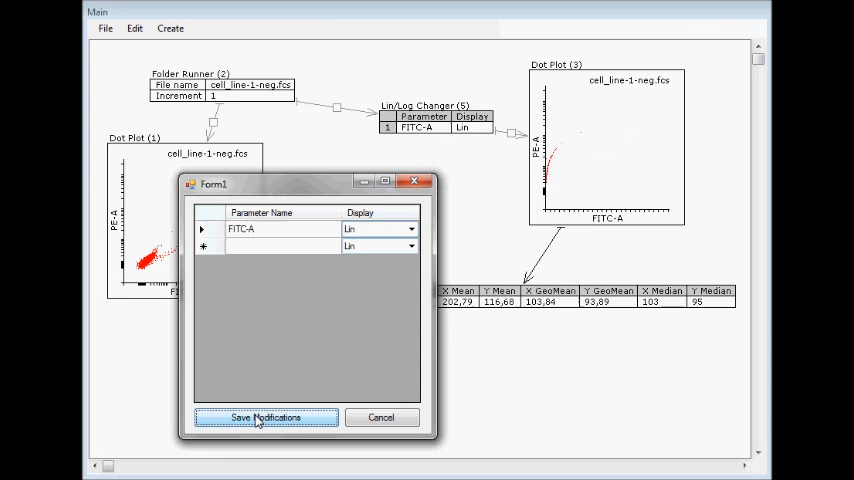 Main
File Edit Create
Folder Runner (2)
File name cell_line-1-neg.fcs
Increment 1
Lin/Log Changer (5)
Parameter Display
1 FITC-A Lin
Dot Plot (3)
cell_line-1-neg.fcs
PE-A
FITC-A
Dot Plot (1)
cell_line-1-neg.fcs
PE-A
FI
Form1
Parameter Name Display
FITC-A Lin
Lin
Save Modifications Cancel
X Mean Y Mean X GeoMean Y GeoMean X Median Y Median
202,79 116,68 103,84 93,89 103 95